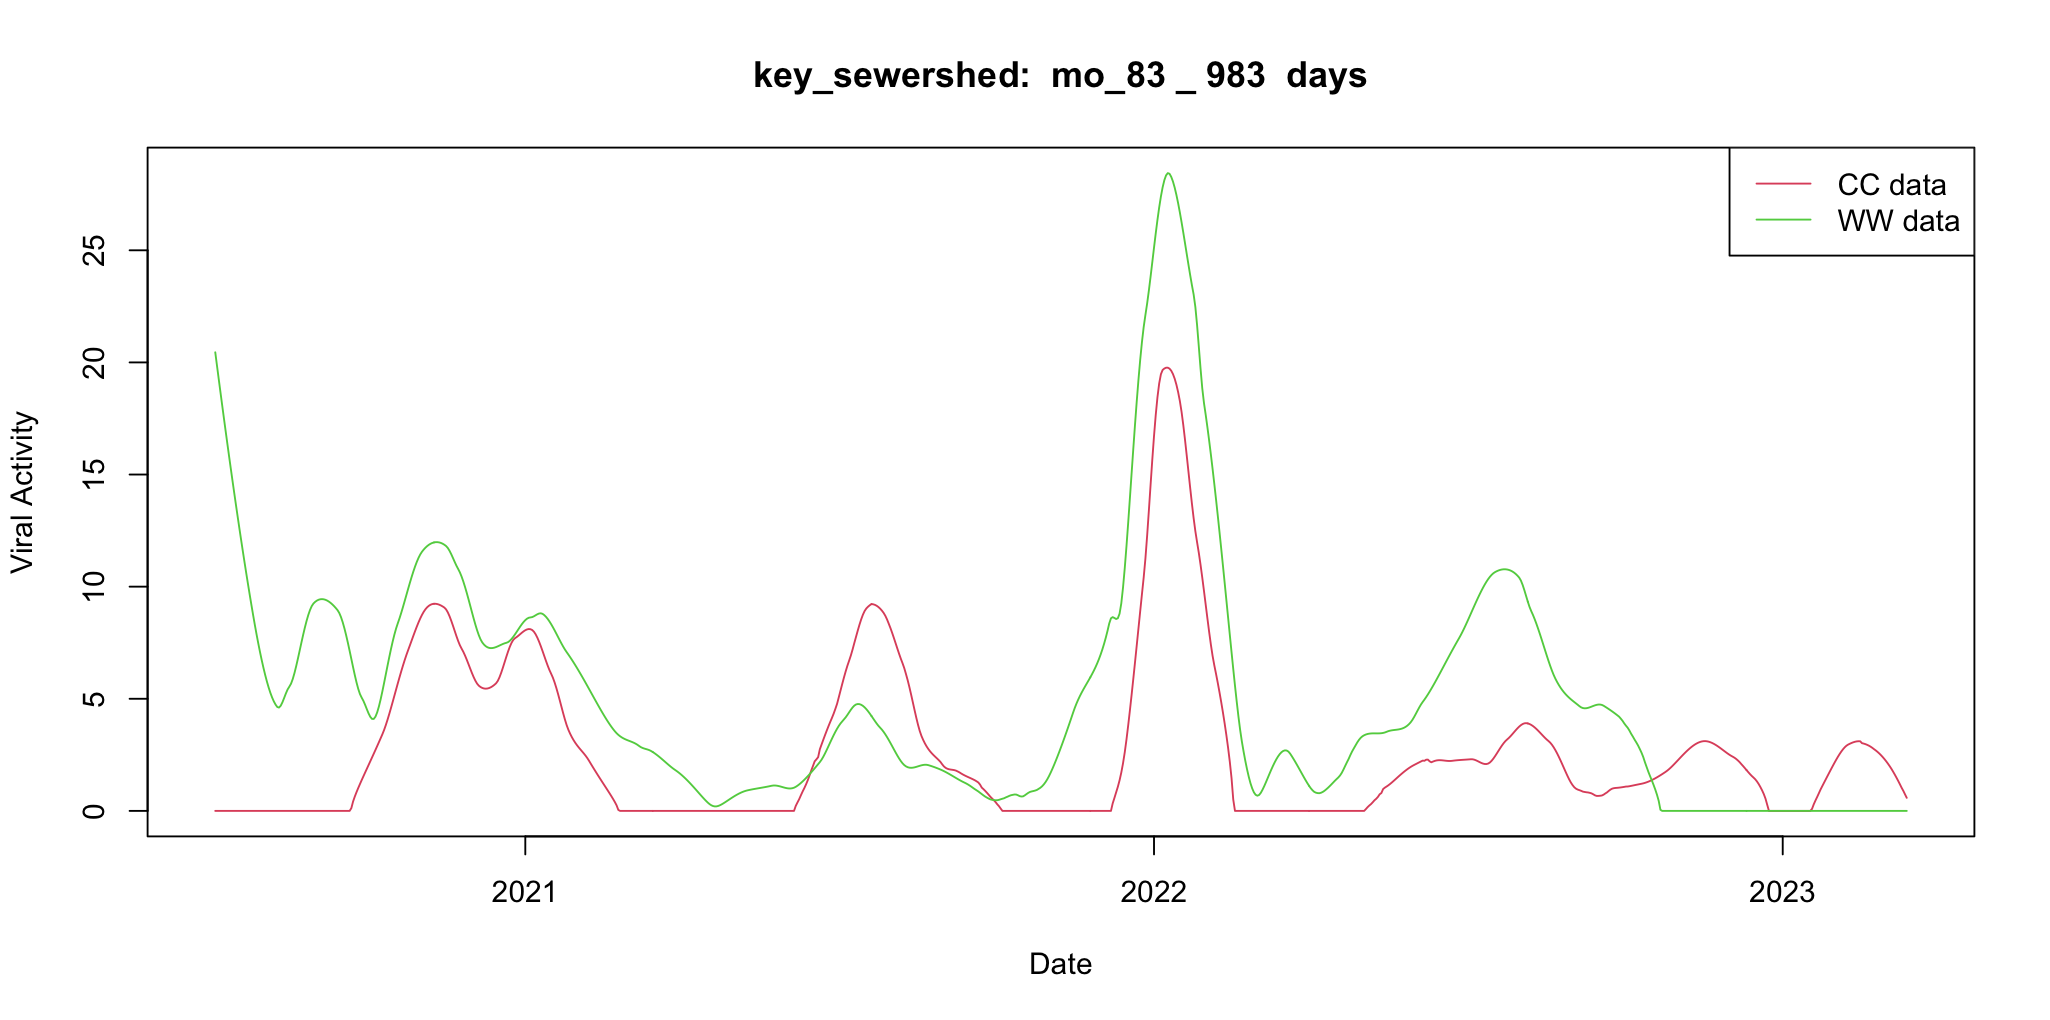 key_sewershed:  mo_83 _ 983  days
CC data
WW data
Viral Activity
25
20
15
10
5
0
2021
2022
2023
Date